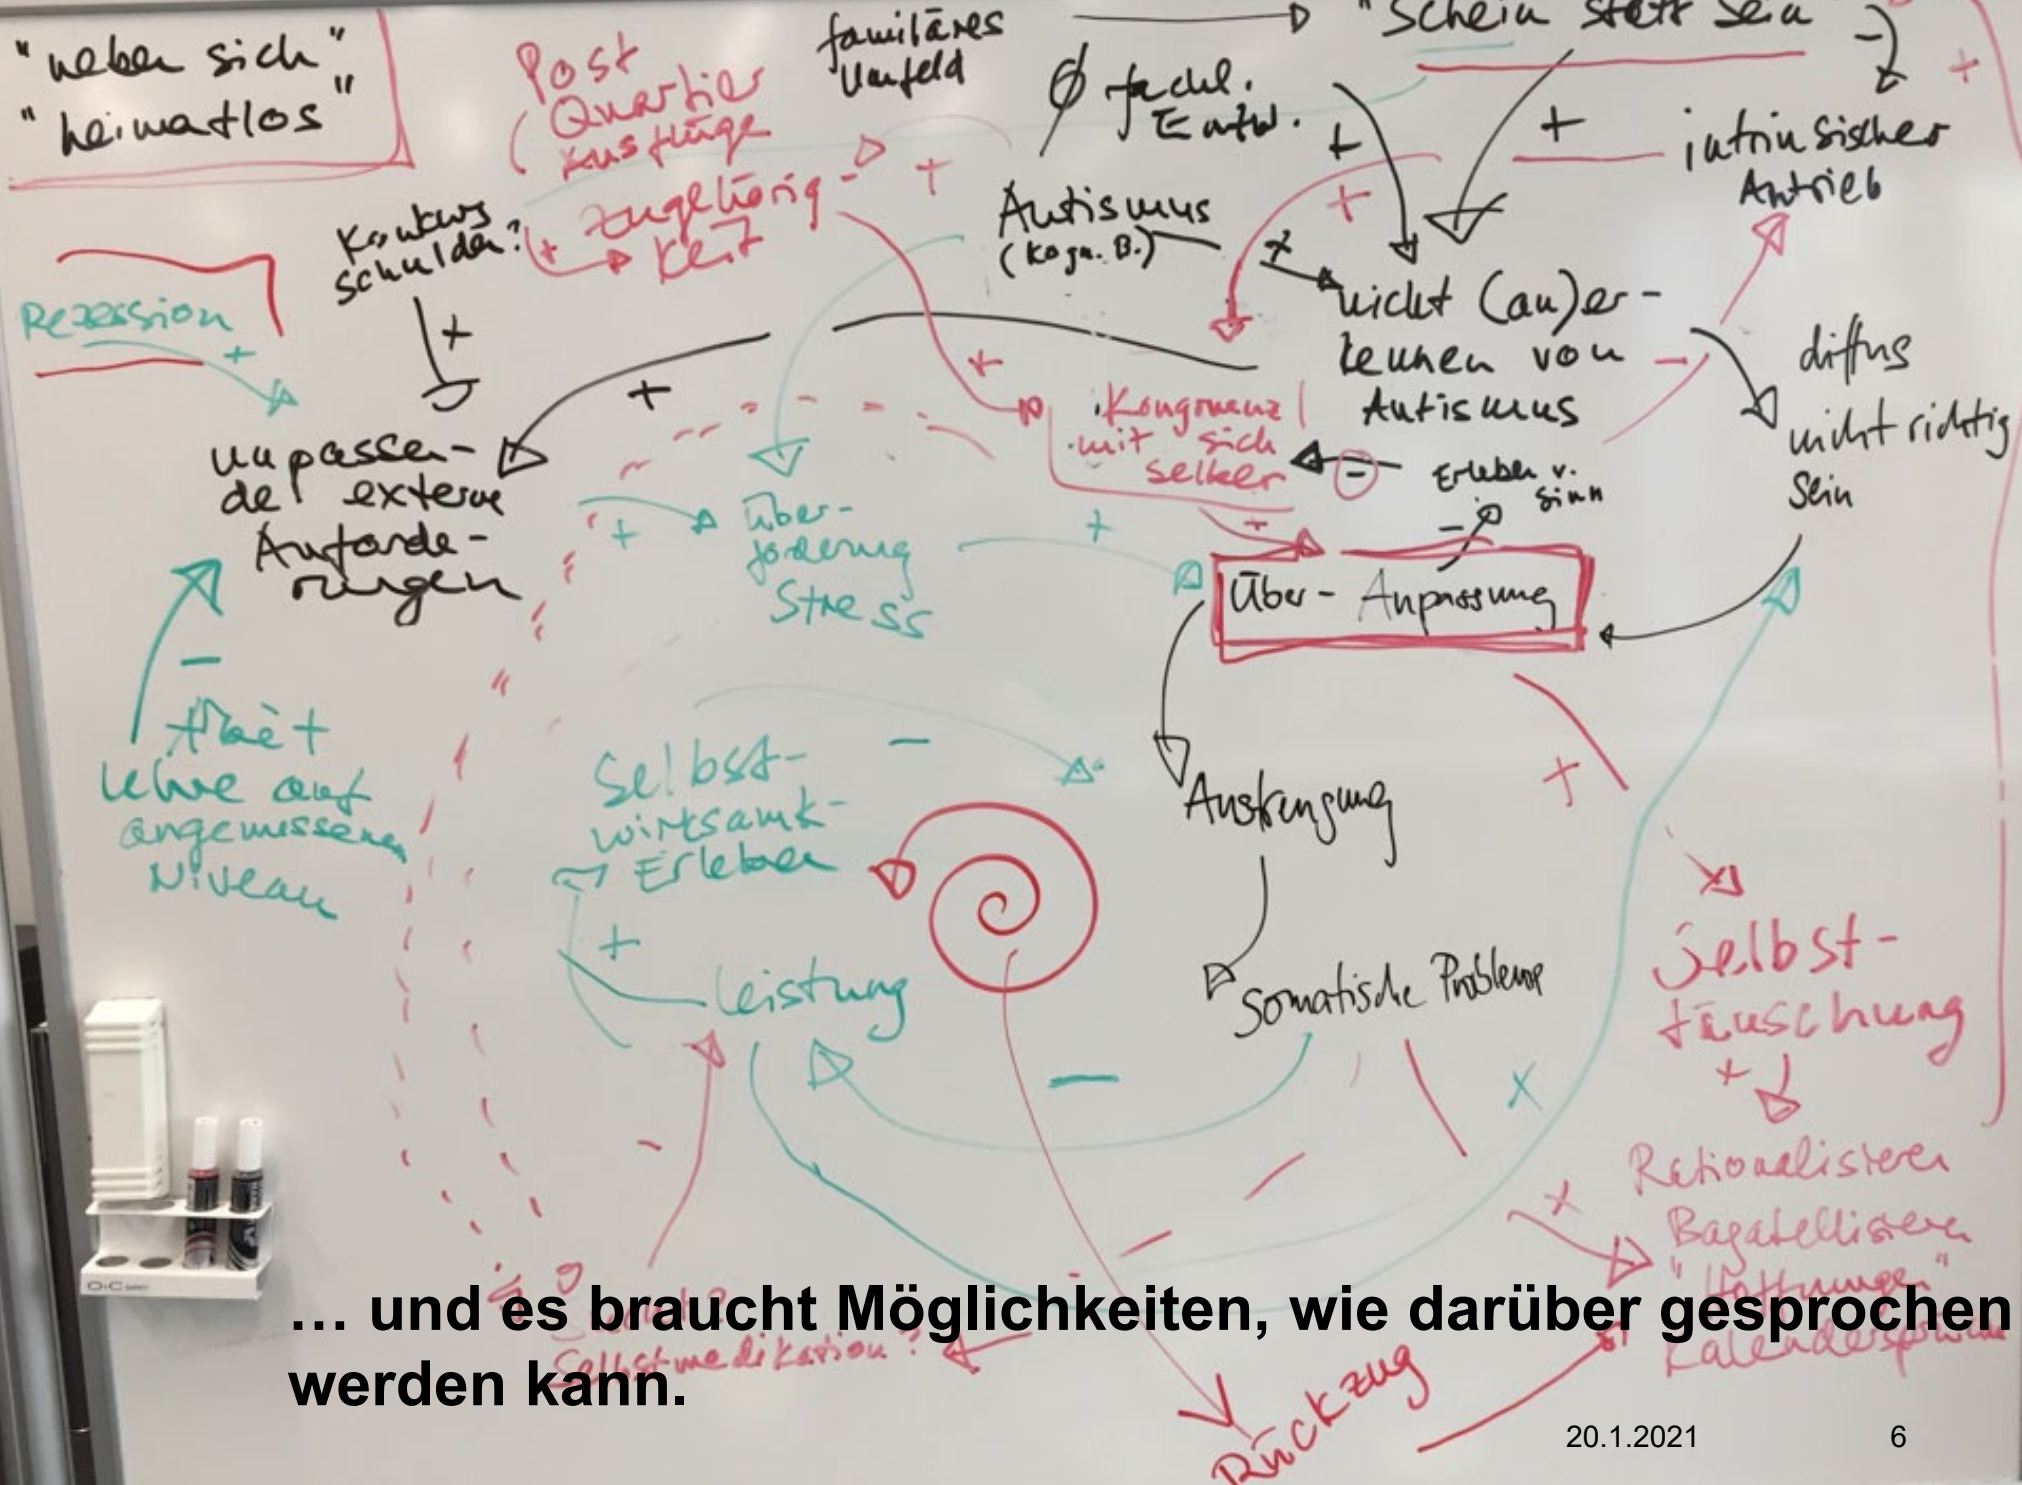 "neben sich"
"heimatlos"
Post
Quartier
Ausflüge
Zugehörig-
keit
familiäres
Umfeld
"Schein statt Sein"
Ø fachl.
Entw.
intrinsischer
Antrieb
Konkurs
schulden?
Autismus
(Kogn. B.)
Rezession
nicht (an)er-
kennen von
Autismus
diffus
nicht richtig
Sein
Kongruenz
mit sich
selber
Erleben v.
Sinn
unpassen-
de externe
Anforde-
rungen
Über-
forderung
Stress
Über-Anpassung
Lehre auf
angemessenen
Niveau
Selbst-
wirksamk-
Erleben
Anstrengung
Leistung
Somatische Probleme
Selbst-
täuschung
Rationalisieren
Bagatellisieren
"Hoffnungen"
Kalendersprüche
Selbstmedikation?
Rückzug
… und es braucht Möglichkeiten, wie darüber gesprochen
werden kann.
20.1.2021 6